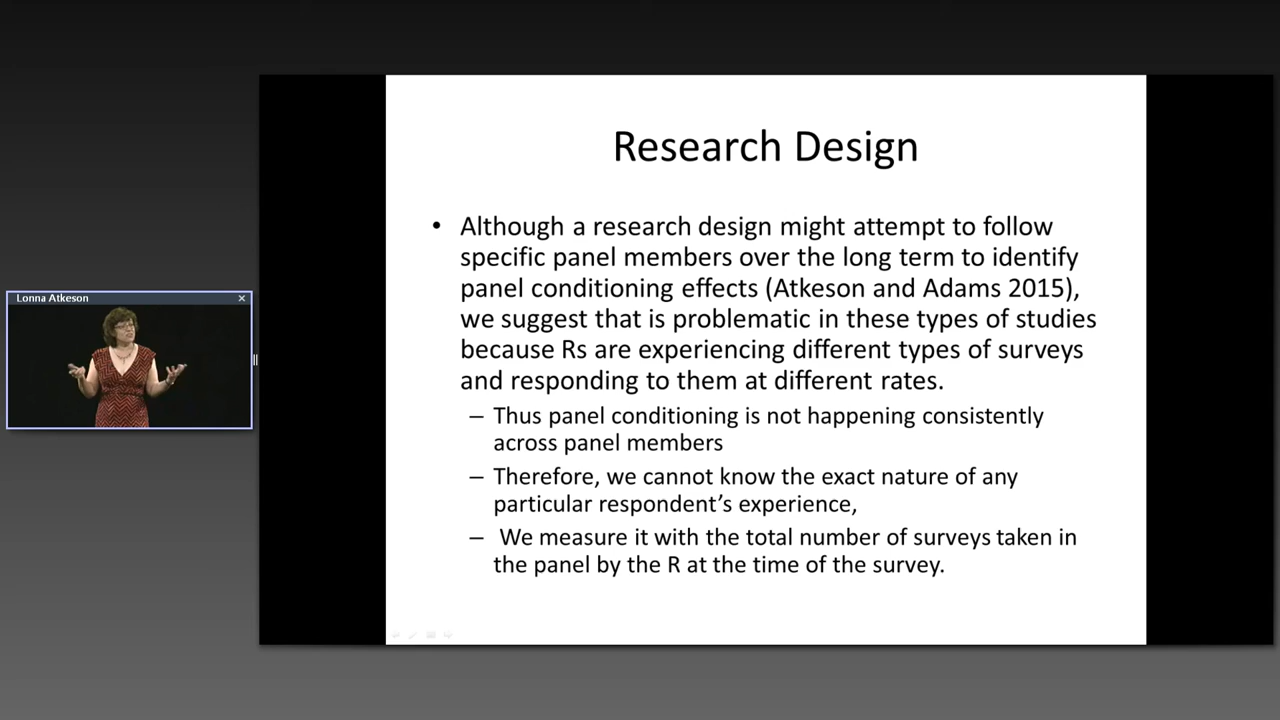 Lonna Atkeson
Research Design
• Although a research design might attempt to follow
specific panel members over the long term to identify
panel conditioning effects (Atkeson and Adams 2015),
we suggest that is problematic in these types of studies
because Rs are experiencing different types of surveys
and responding to them at different rates.
– Thus panel conditioning is not happening consistently
across panel members
– Therefore, we cannot know the exact nature of any
particular respondent’s experience,
– We measure it with the total number of surveys taken in
the panel by the R at the time of the survey.